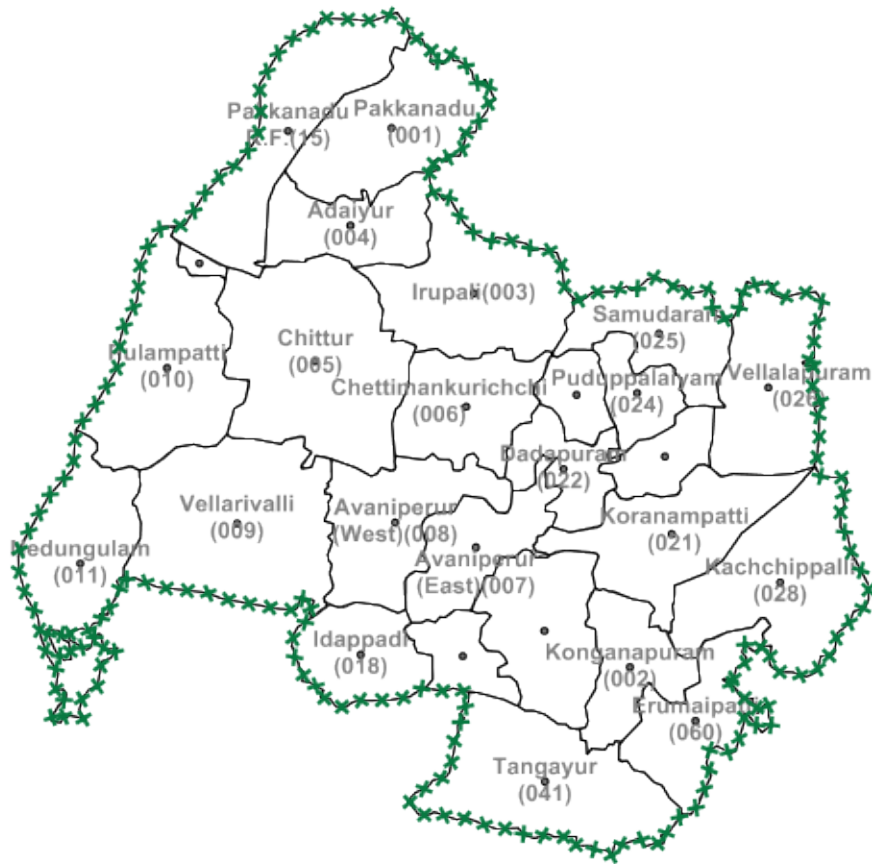 Pakkanadu
R.F.(15)
Pakkanadu
(001)
Adaiyur
(004)
Irupali(003)
Samudaram
(025)
Chittur
(005)
Pulampatti
(010)
Chettimankurichchi
(006)
Puduppalaiyam
(024)
Vellalapuram
(026)
Dadapuram
(022)
Vellarivalli
(009)
Avaniperur
(West)(008)
Koranampatti
(021)
Nedungulam
(011)
Avaniperur
(East)(007)
Kachchippalli
(028)
Idappadi
(018)
Konganapuram
(002)
Erumaipatti
(060)
Tangayur
(041)